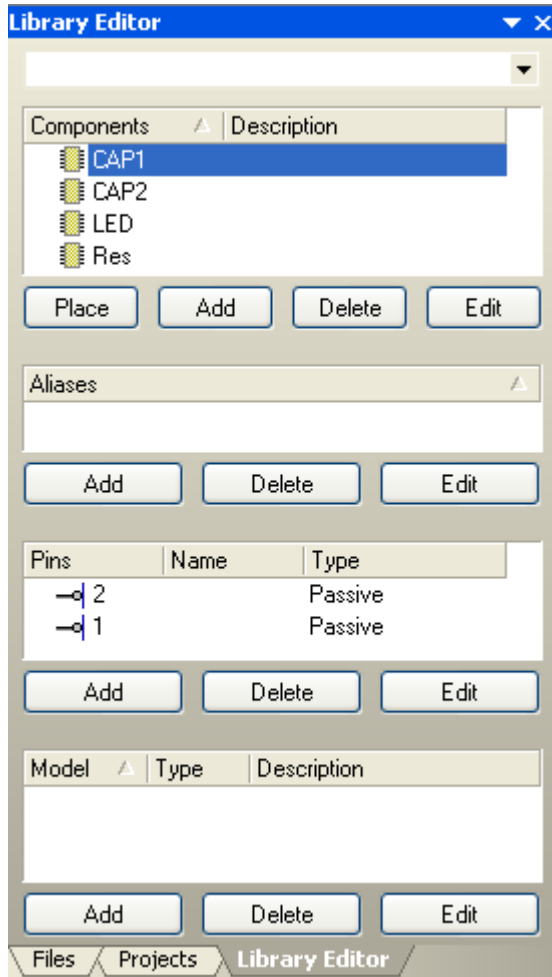 Library Editor
Components Description
CAP1
CAP2
LED
Res
Place Add Delete Edit
Aliases
Add Delete Edit
Pins Name Type
2 Passive
1 Passive
Add Delete Edit
Model Type Description
Add Delete Edit
Files Projects Library Editor